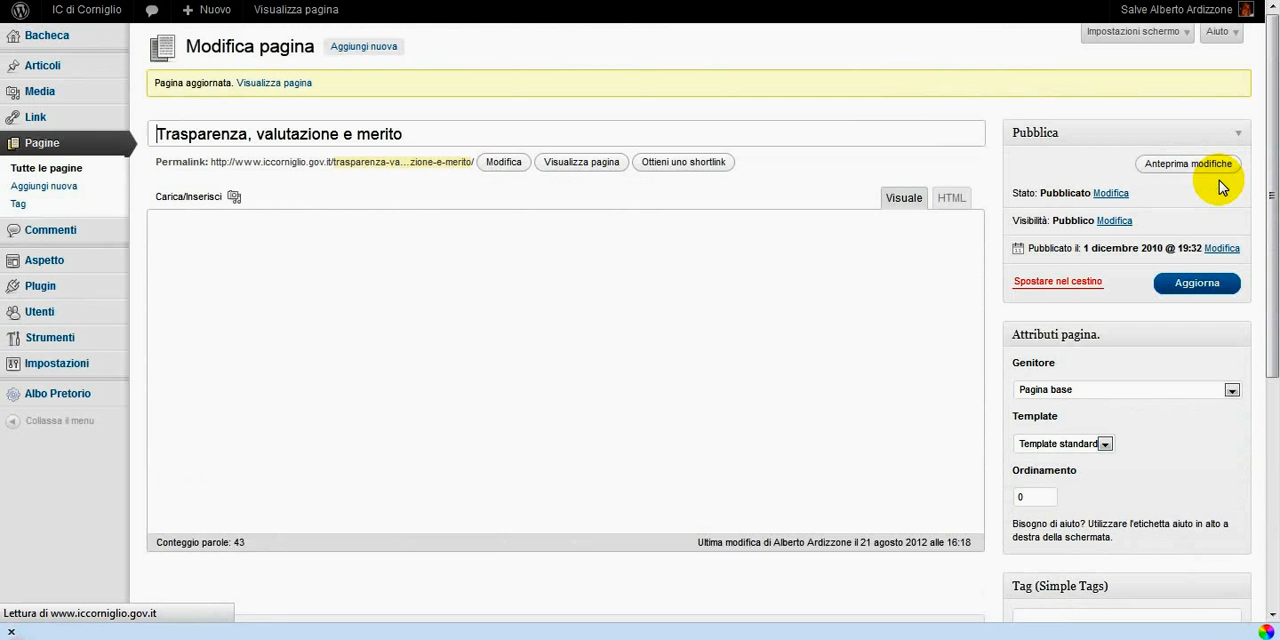 IC di Corniglio
Nuovo
Visualizza pagina
Salve Alberto Ardizzone
Bacheca
Articoli
Media
Link
Pagine
Tutte le pagine
Aggiungi nuova
Tag
Commenti
Aspetto
Plugin
Utenti
Strumenti
Impostazioni
Albo Pretorio
Collassa il menu
Impostazioni schermo
Aiuto
Modifica pagina
Aggiungi nuova
Pagina aggiornata. Visualizza pagina
Trasparenza, valutazione e merito
Permalink: http://www.iccorniglio.gov.it/trasparenza-va...zione-e-merito/
Modifica
Visualizza pagina
Ottieni uno shortlink
Carica/Inserisci
Visuale
HTML
Conteggio parole: 43
Ultima modifica di Alberto Ardizzone il 21 agosto 2012 alle 16:18
Pubblica
Anteprima modifiche
Stato: Pubblicato Modifica
Visibilità: Pubblico Modifica
Pubblicato il: 1 dicembre 2010 @ 19:32 Modifica
Spostare nel cestino
Aggiorna
Attributi pagina.
Genitore
Pagina base
Template
Template standard
Ordinamento
0
Bisogno di aiuto? Utilizzare l'etichetta aiuto in alto a
destra della schermata.
Tag (Simple Tags)
Lettura di www.iccorniglio.gov.it